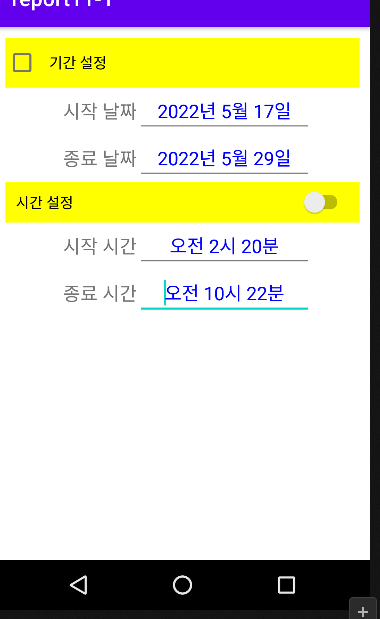 report11-1
기간 설정
시작 날짜 2022년 5월 17일
종료 날짜 2022년 5월 29일
시간 설정
시작 시간 오전 2시 20분
종료 시간 오전 10시 22분